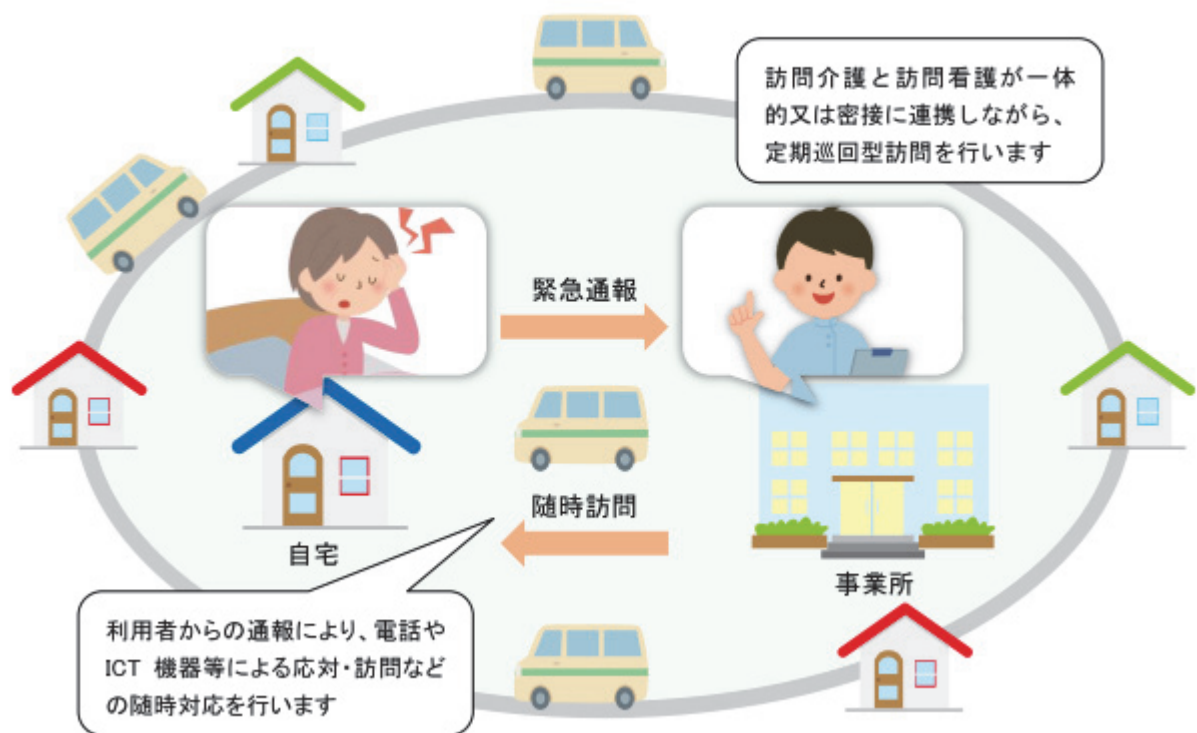 訪問介護と訪問看護が一体
的又は密接に連携しながら、
定期巡回型訪問を行います
緊急通報
随時訪問
自宅
事業所
利用者からの通報により、電話や
ICT 機器等による応対・訪問など
の随時対応を行います